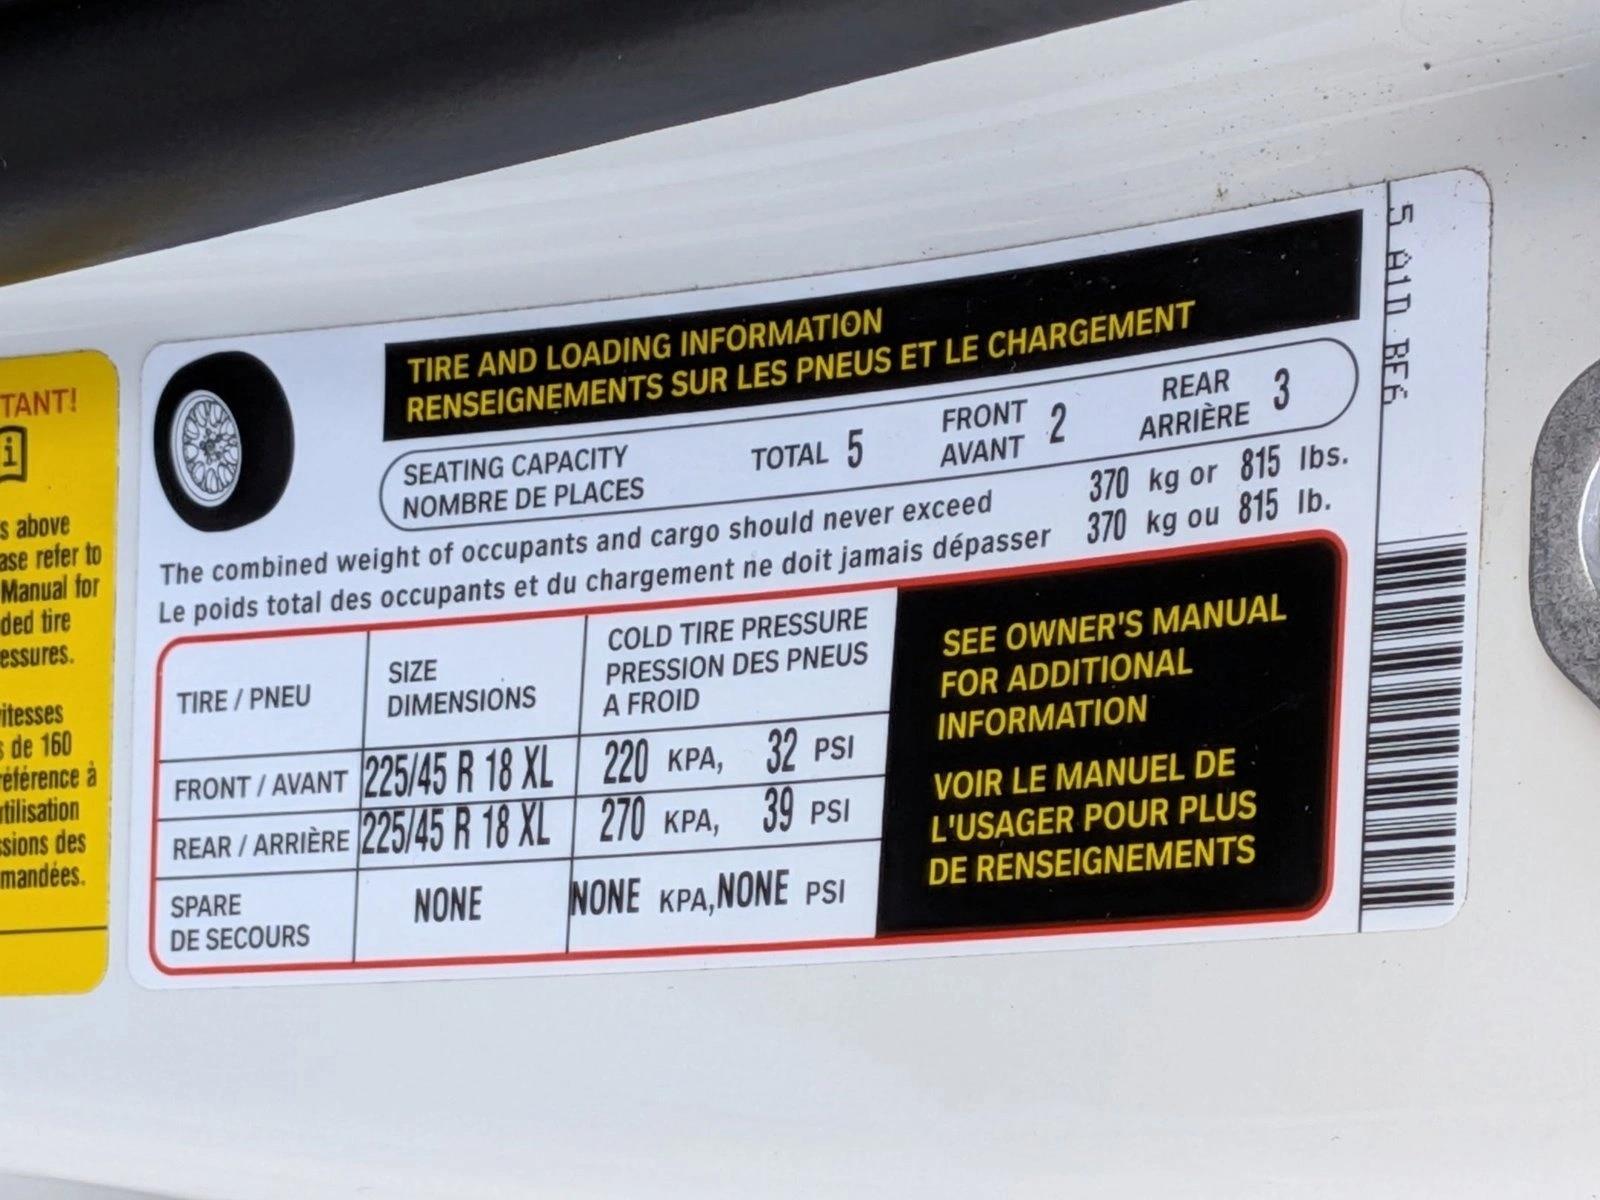 TANT!
i
s above
ase refer to
Manual for
ded tire
essures.
itesses
s de 160
éférence à
tilisation
ssions des
mandées.
TIRE AND LOADING INFORMATION
RENSEIGNEMENTS SUR LES PNEUS ET LE CHARGEMENT
SEATING CAPACITY
NOMBRE DE PLACES
TOTAL 5
FRONT
AVANT
2
REAR
ARRIÈRE
3
The combined weight of occupants and cargo should never exceed 370 kg or 815 lbs.
Le poids total des occupants et du chargement ne doit jamais dépasser 370 kg ou 815 lb.
TIRE / PNEU
SIZE
DIMENSIONS
COLD TIRE PRESSURE
PRESSION DES PNEUS
A FROID
FRONT / AVANT 225/45 R 18 XL 220 KPA, 32 PSI
REAR / ARRIÈRE 225/45 R 18 XL 270 KPA, 39 PSI
SPARE
DE SECOURS
NONE NONE KPA, NONE PSI
SEE OWNER'S MANUAL
FOR ADDITIONAL
INFORMATION
VOIR LE MANUEL DE
L'USAGER POUR PLUS
DE RENSEIGNEMENTS
5 A1D BE6